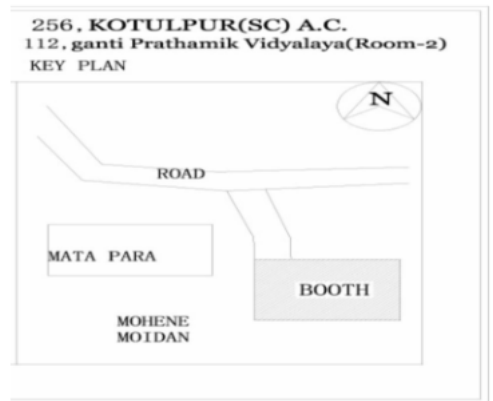 256, KOTULPUR(SC) A.C.
112, ganti Prathamik Vidyalaya(Room-2)
KEY PLAN
N
ROAD
MATA PARA
BOOTH
MOHENE
MOIDAN